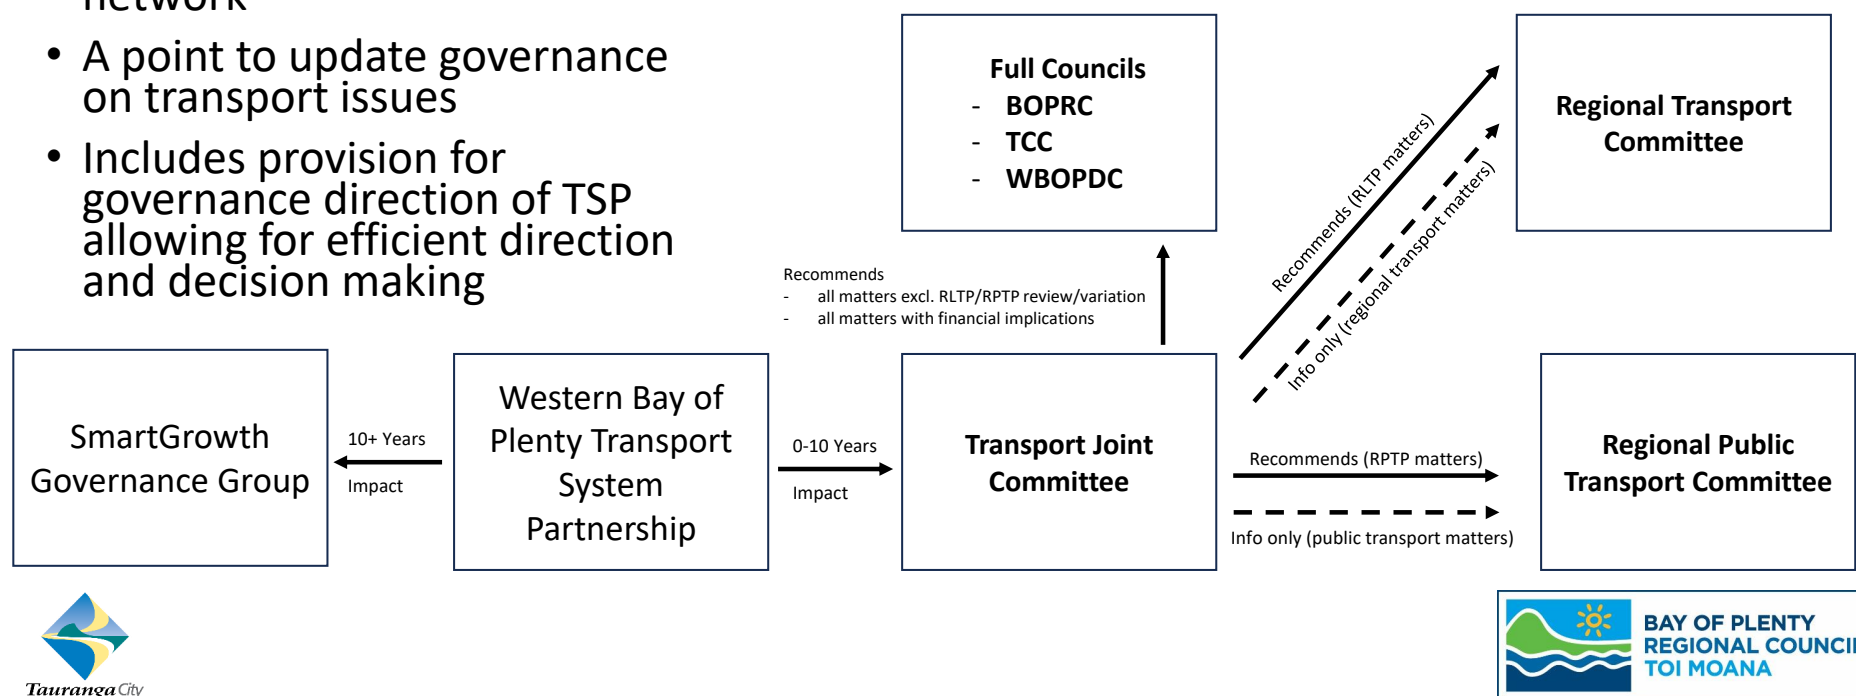 network
• A point to update governance
on transport issues
• Includes provision for
governance direction of TSP
allowing for efficient direction
and decision making
Full Councils
- BOPRC
- TCC
- WBOPDC
Regional Transport
Committee
Recommends (RLTP matters)
Info only (regional transport matters)
Recommends
- all matters excl. RLTP/RPTP review/variation
- all matters with financial implications
SmartGrowth
Governance Group
10+ Years
Impact
Western Bay of
Plenty Transport
System
Partnership
0-10 Years
Impact
Transport Joint
Committee
Recommends (RPTP matters)
Info only (public transport matters)
Regional Public
Transport Committee
Tauranga City
BAY OF PLENTY
REGIONAL COUNCI
TOI MOANA